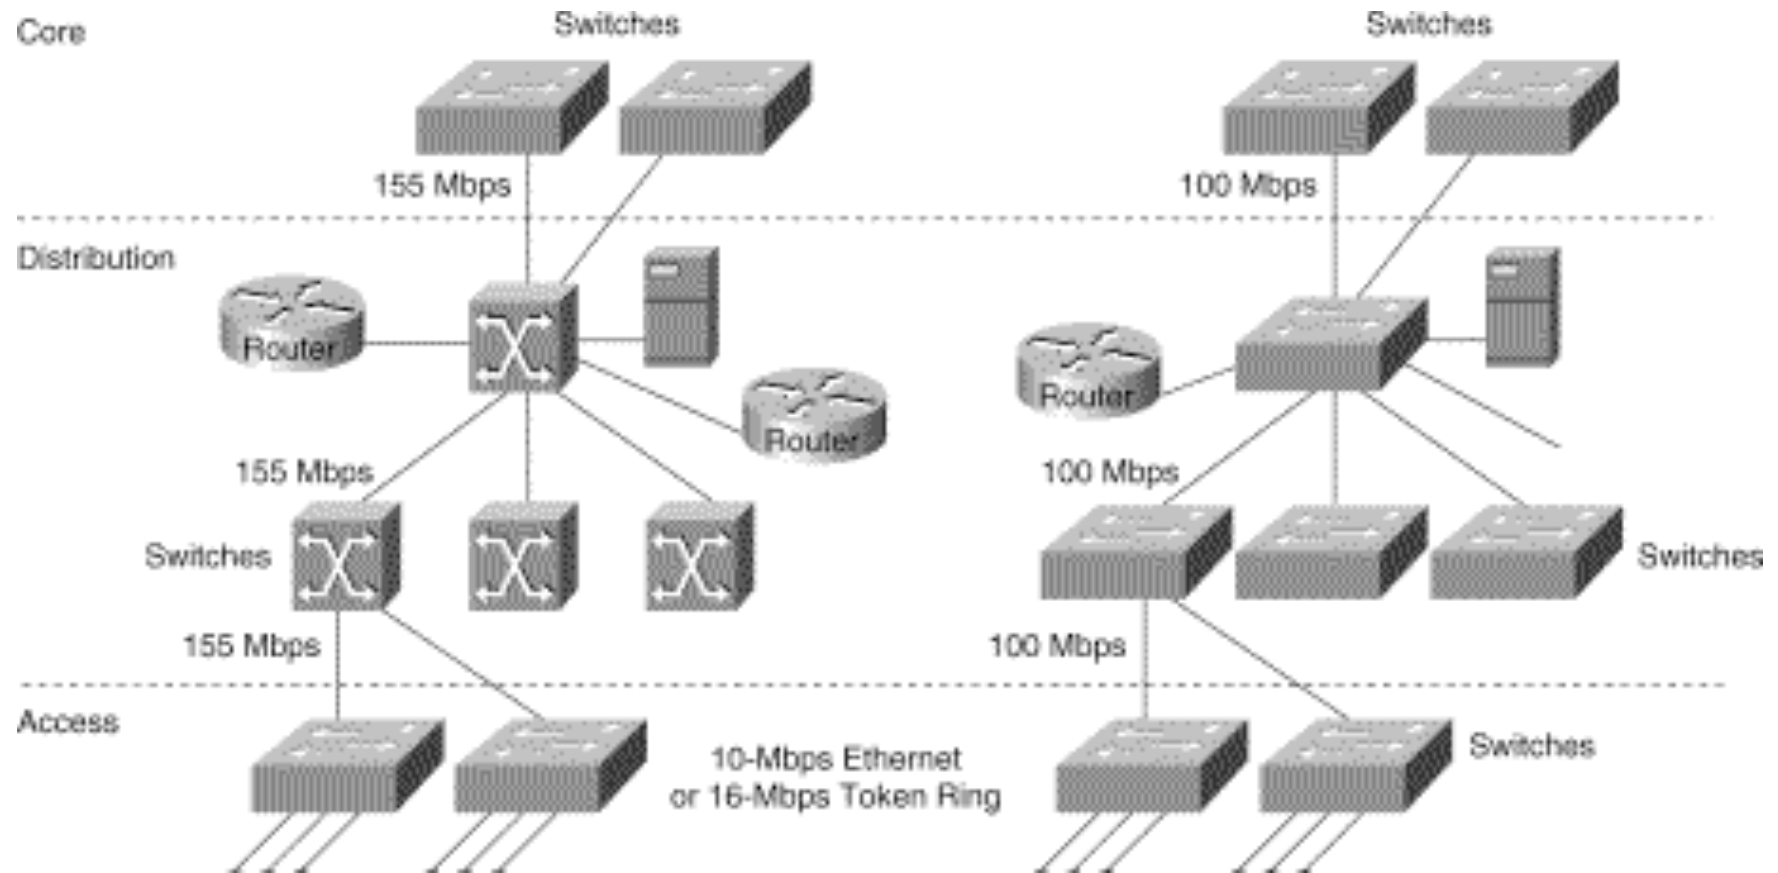 Core
Switches
Switches
155 Mbps
100 Mbps
Distribution
Router
Router
Router
155 Mbps
100 Mbps
Switches
Switches
155 Mbps
100 Mbps
Access
10-Mbps Ethernet
or 16-Mbps Token Ring
Switches